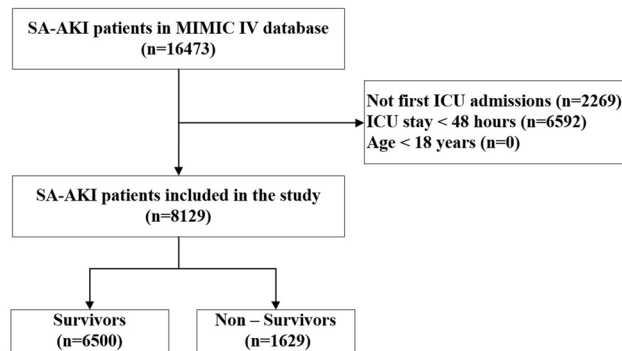 SA-AKI patients in MIMIC IV database
(n=16473)
Not first ICU admissions (n=2269)
ICU stay < 48 hours (n=6592)
Age < 18 years (n=0)
SA-AKI patients included in the study
(n=8129)
Survivors
(n=6500)
Non – Survivors
(n=1629)